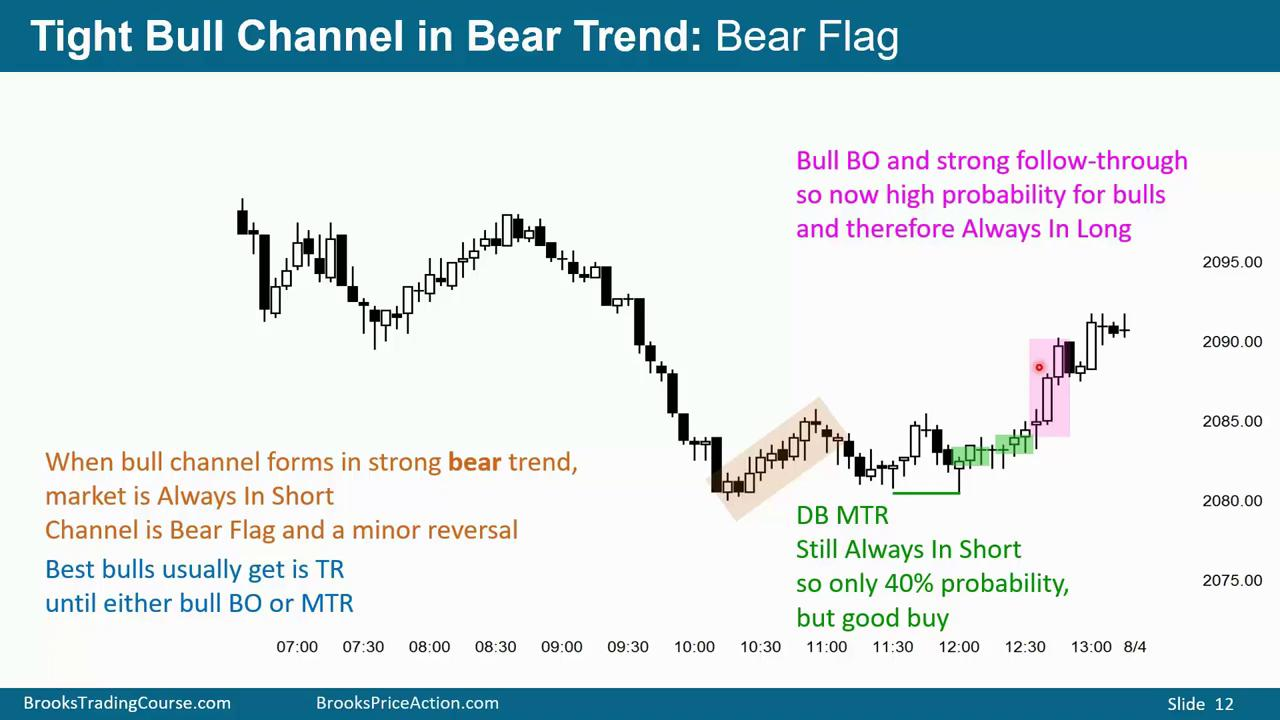 Tight Bull Channel in Bear Trend: Bear Flag
Bull BO and strong follow-through
so now high probability for bulls
and therefore Always In Long
2095.00
2090.00
2085.00
2080.00
2075.00
When bull channel forms in strong bear trend,
market is Always In Short
Channel is Bear Flag and a minor reversal
Best bulls usually get is TR
until either bull BO or MTR
DB MTR
Still Always In Short
so only 40% probability,
but good buy
07:00 07:30 08:00 08:30 09:00 09:30 10:00 10:30 11:00 11:30 12:00 12:30 13:00 8/4
BrooksTradingCourse.com BrooksPriceAction.com Slide 12